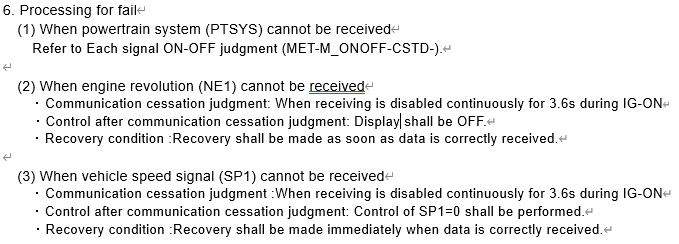 6. Processing for fail
(1) When powertrain system (PTSYS) cannot be received
Refer to Each signal ON-OFF judgment (MET-M_ONOFF-CSTD-).
(2) When engine revolution (NE1) cannot be received
・Communication cessation judgment: When receiving is disabled continuously for 3.6s during IG-ON
・Control after communication cessation judgment: Display shall be OFF.
・Recovery condition :Recovery shall be made as soon as data is correctly received.
(3) When vehicle speed signal (SP1) cannot be received
・Communication cessation judgment :When receiving is disabled continuously for 3.6s during IG-ON
・Control after communication cessation judgment: Control of SP1=0 shall be performed.
・Recovery condition :Recovery shall be made immediately when data is correctly received.